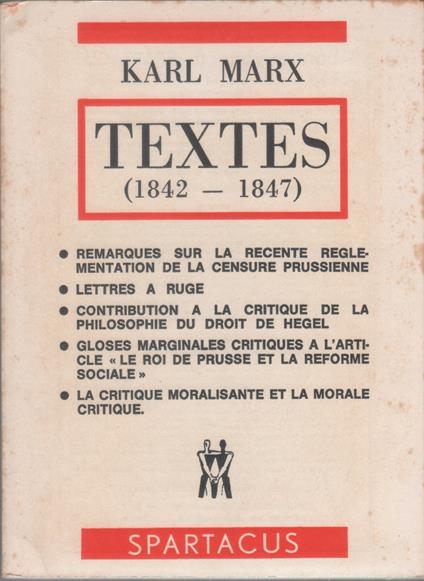 KARL MARX
TEXTES
(1842 — 1847)
● REMARQUES SUR LA RECENTE REGLE-
MENTATION DE LA CENSURE PRUSSIENNE
● LETTRES A RUGE
● CONTRIBUTION A LA CRITIQUE DE LA
PHILOSOPHIE DU DROIT DE HEGEL
● GLOSES MARGINALES CRITIQUES A L'ARTI-
CLE « LE ROI DE PRUSSE ET LA REFORME
SOCIALE »
● LA CRITIQUE MORALISANTE ET LA MORALE
CRITIQUE.
SPARTACUS